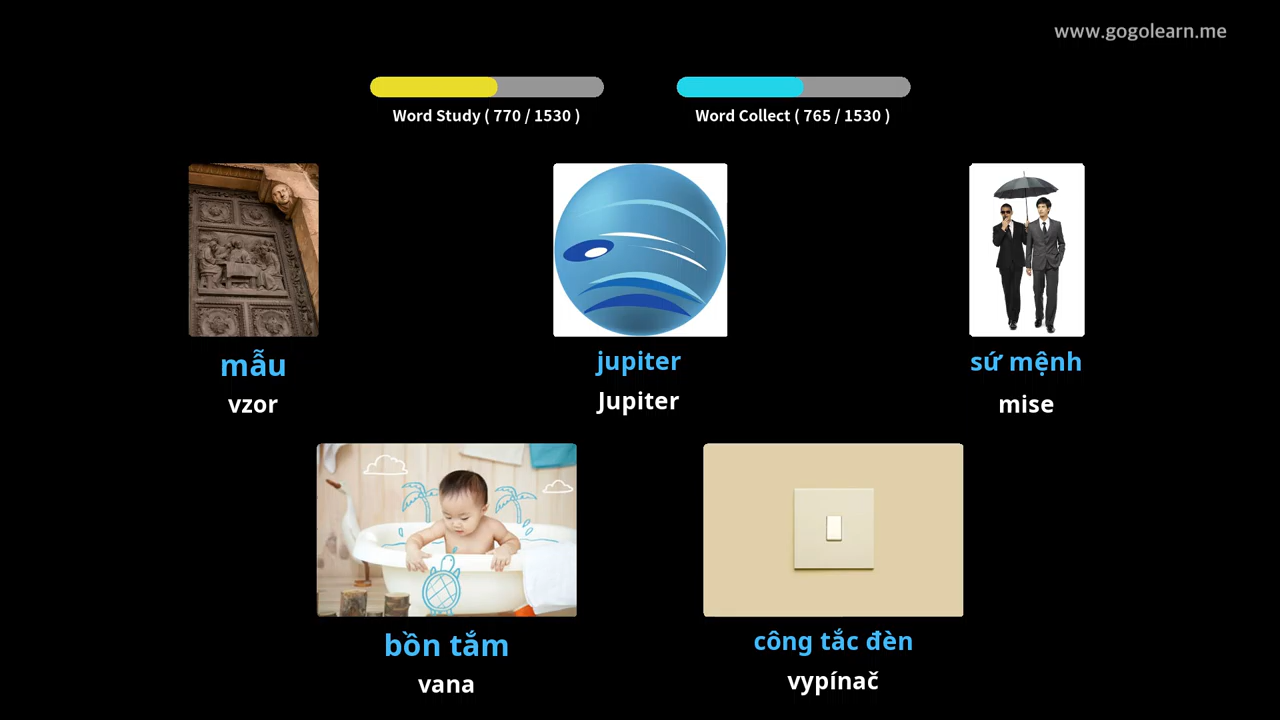 www.gogolearn.me
Word Study ( 770 / 1530 )
Word Collect ( 765 / 1530 )
mẫu
vzor
jupiter
Jupiter
sứ mệnh
mise
bồn tắm
vana
công tắc đèn
vypínač